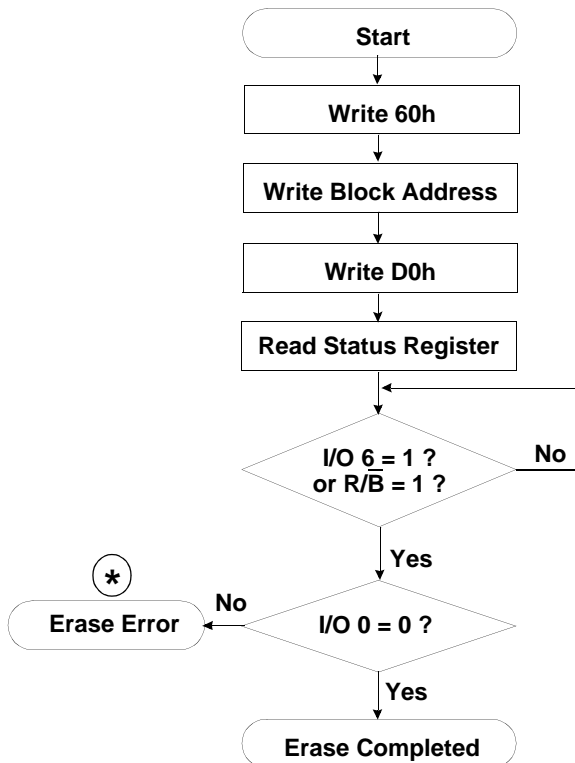 Start
Write 60h
Write Block Address
Write D0h
Read Status Register
I/O 6 = 1 ?
or R/B̅ = 1 ?
No
Yes
*
No
Erase Error
I/O 0 = 0 ?
Yes
Erase Completed